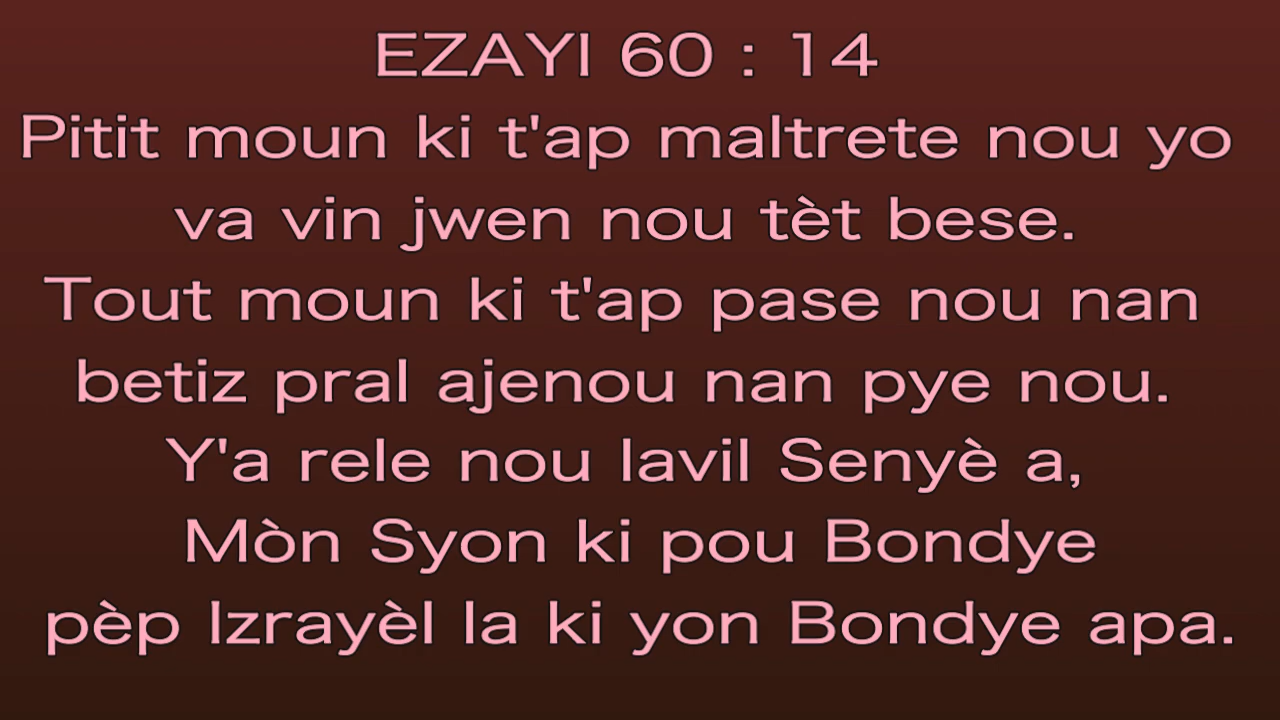 EZAYI 60 : 14
Pitit moun ki t'ap maltrete nou yo
va vin jwen nou tèt bese.
Tout moun ki t'ap pase nou nan
betiz pral ajenou nan pye nou.
Y'a rele nou lavil Senyè a,
Mòn Syon ki pou Bondye
pèp Izrayèl la ki yon Bondye apa.